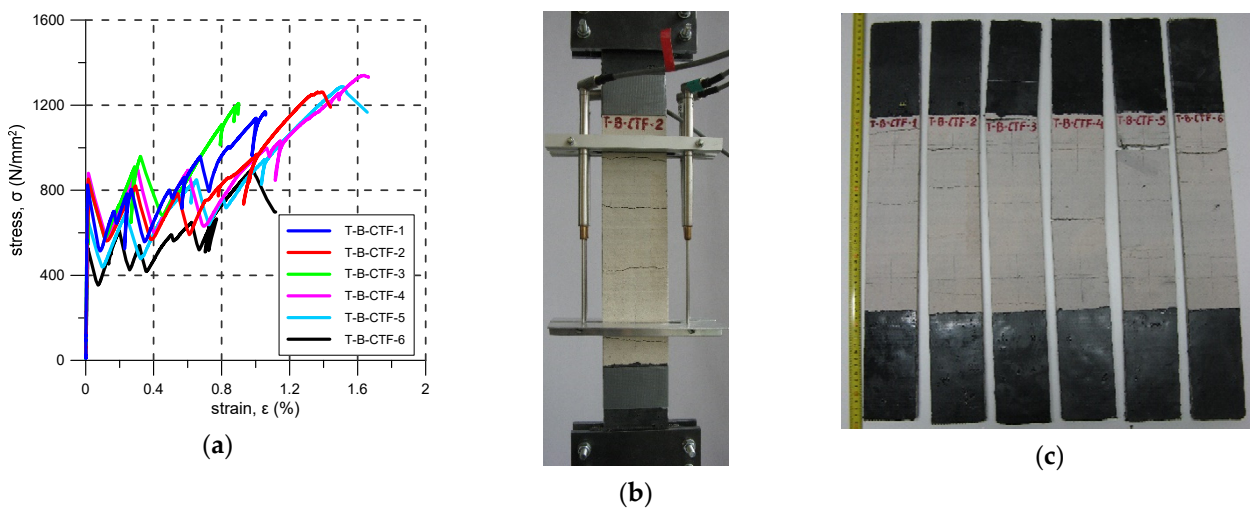 1600
1200
800
400
0
0
0.4
0.8
1.2
1.6
2
stress, σ (N/mm²)
strain, ε (%)
T-B-CTF-1
T-B-CTF-2
T-B-CTF-3
T-B-CTF-4
T-B-CTF-5
T-B-CTF-6
(a)
T-B-CTF-2
(b)
T-B-CTF-1
T-B-CTF-2
T-B-CTF-3
T-B-CTF-4
T-B-CTF-5
T-B-CTF-6
(c)